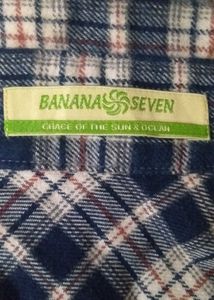 BANANA SEVEN
GRACE OF THE SUN & OCEAN